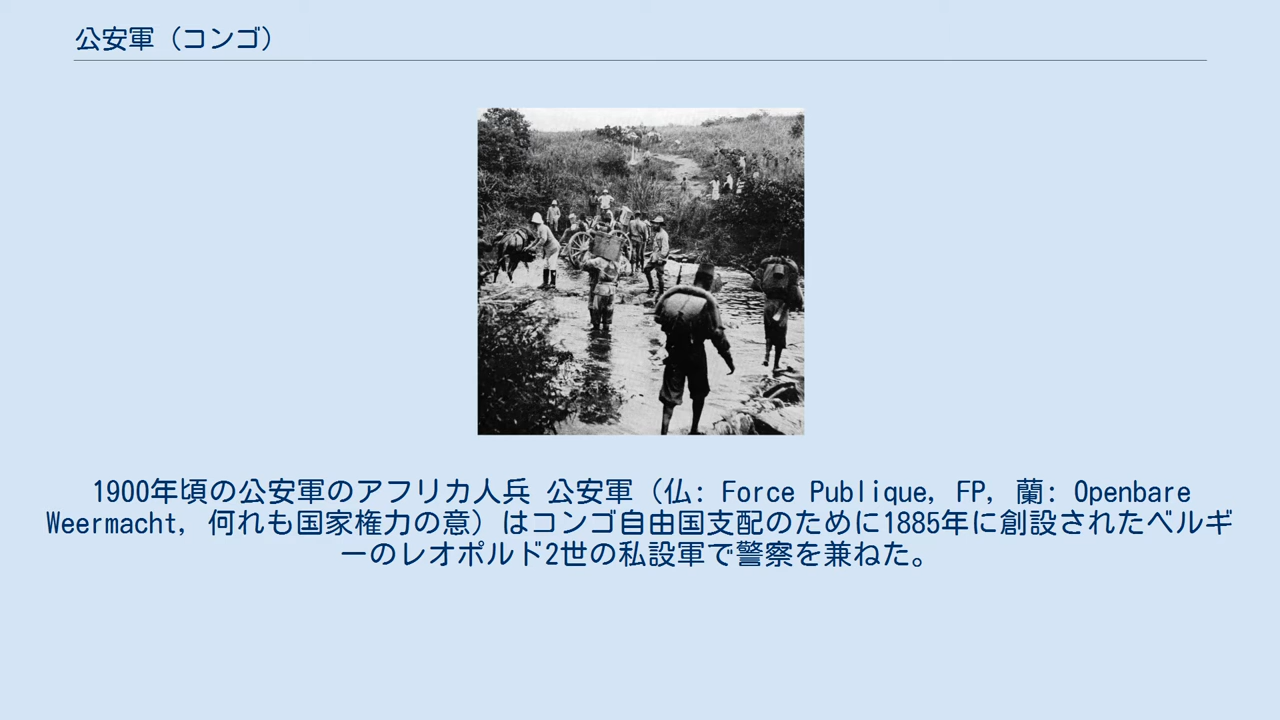 公安軍（コンゴ）
1900年頃の公安軍のアフリカ人兵 公安軍（仏: Force Publique, FP, 蘭: Openbare
Weermacht, 何れも国家権力の意）はコンゴ自由国支配のために1885年に創設されたベルギ
ーのレオポルド2世の私設軍で警察を兼ねた。